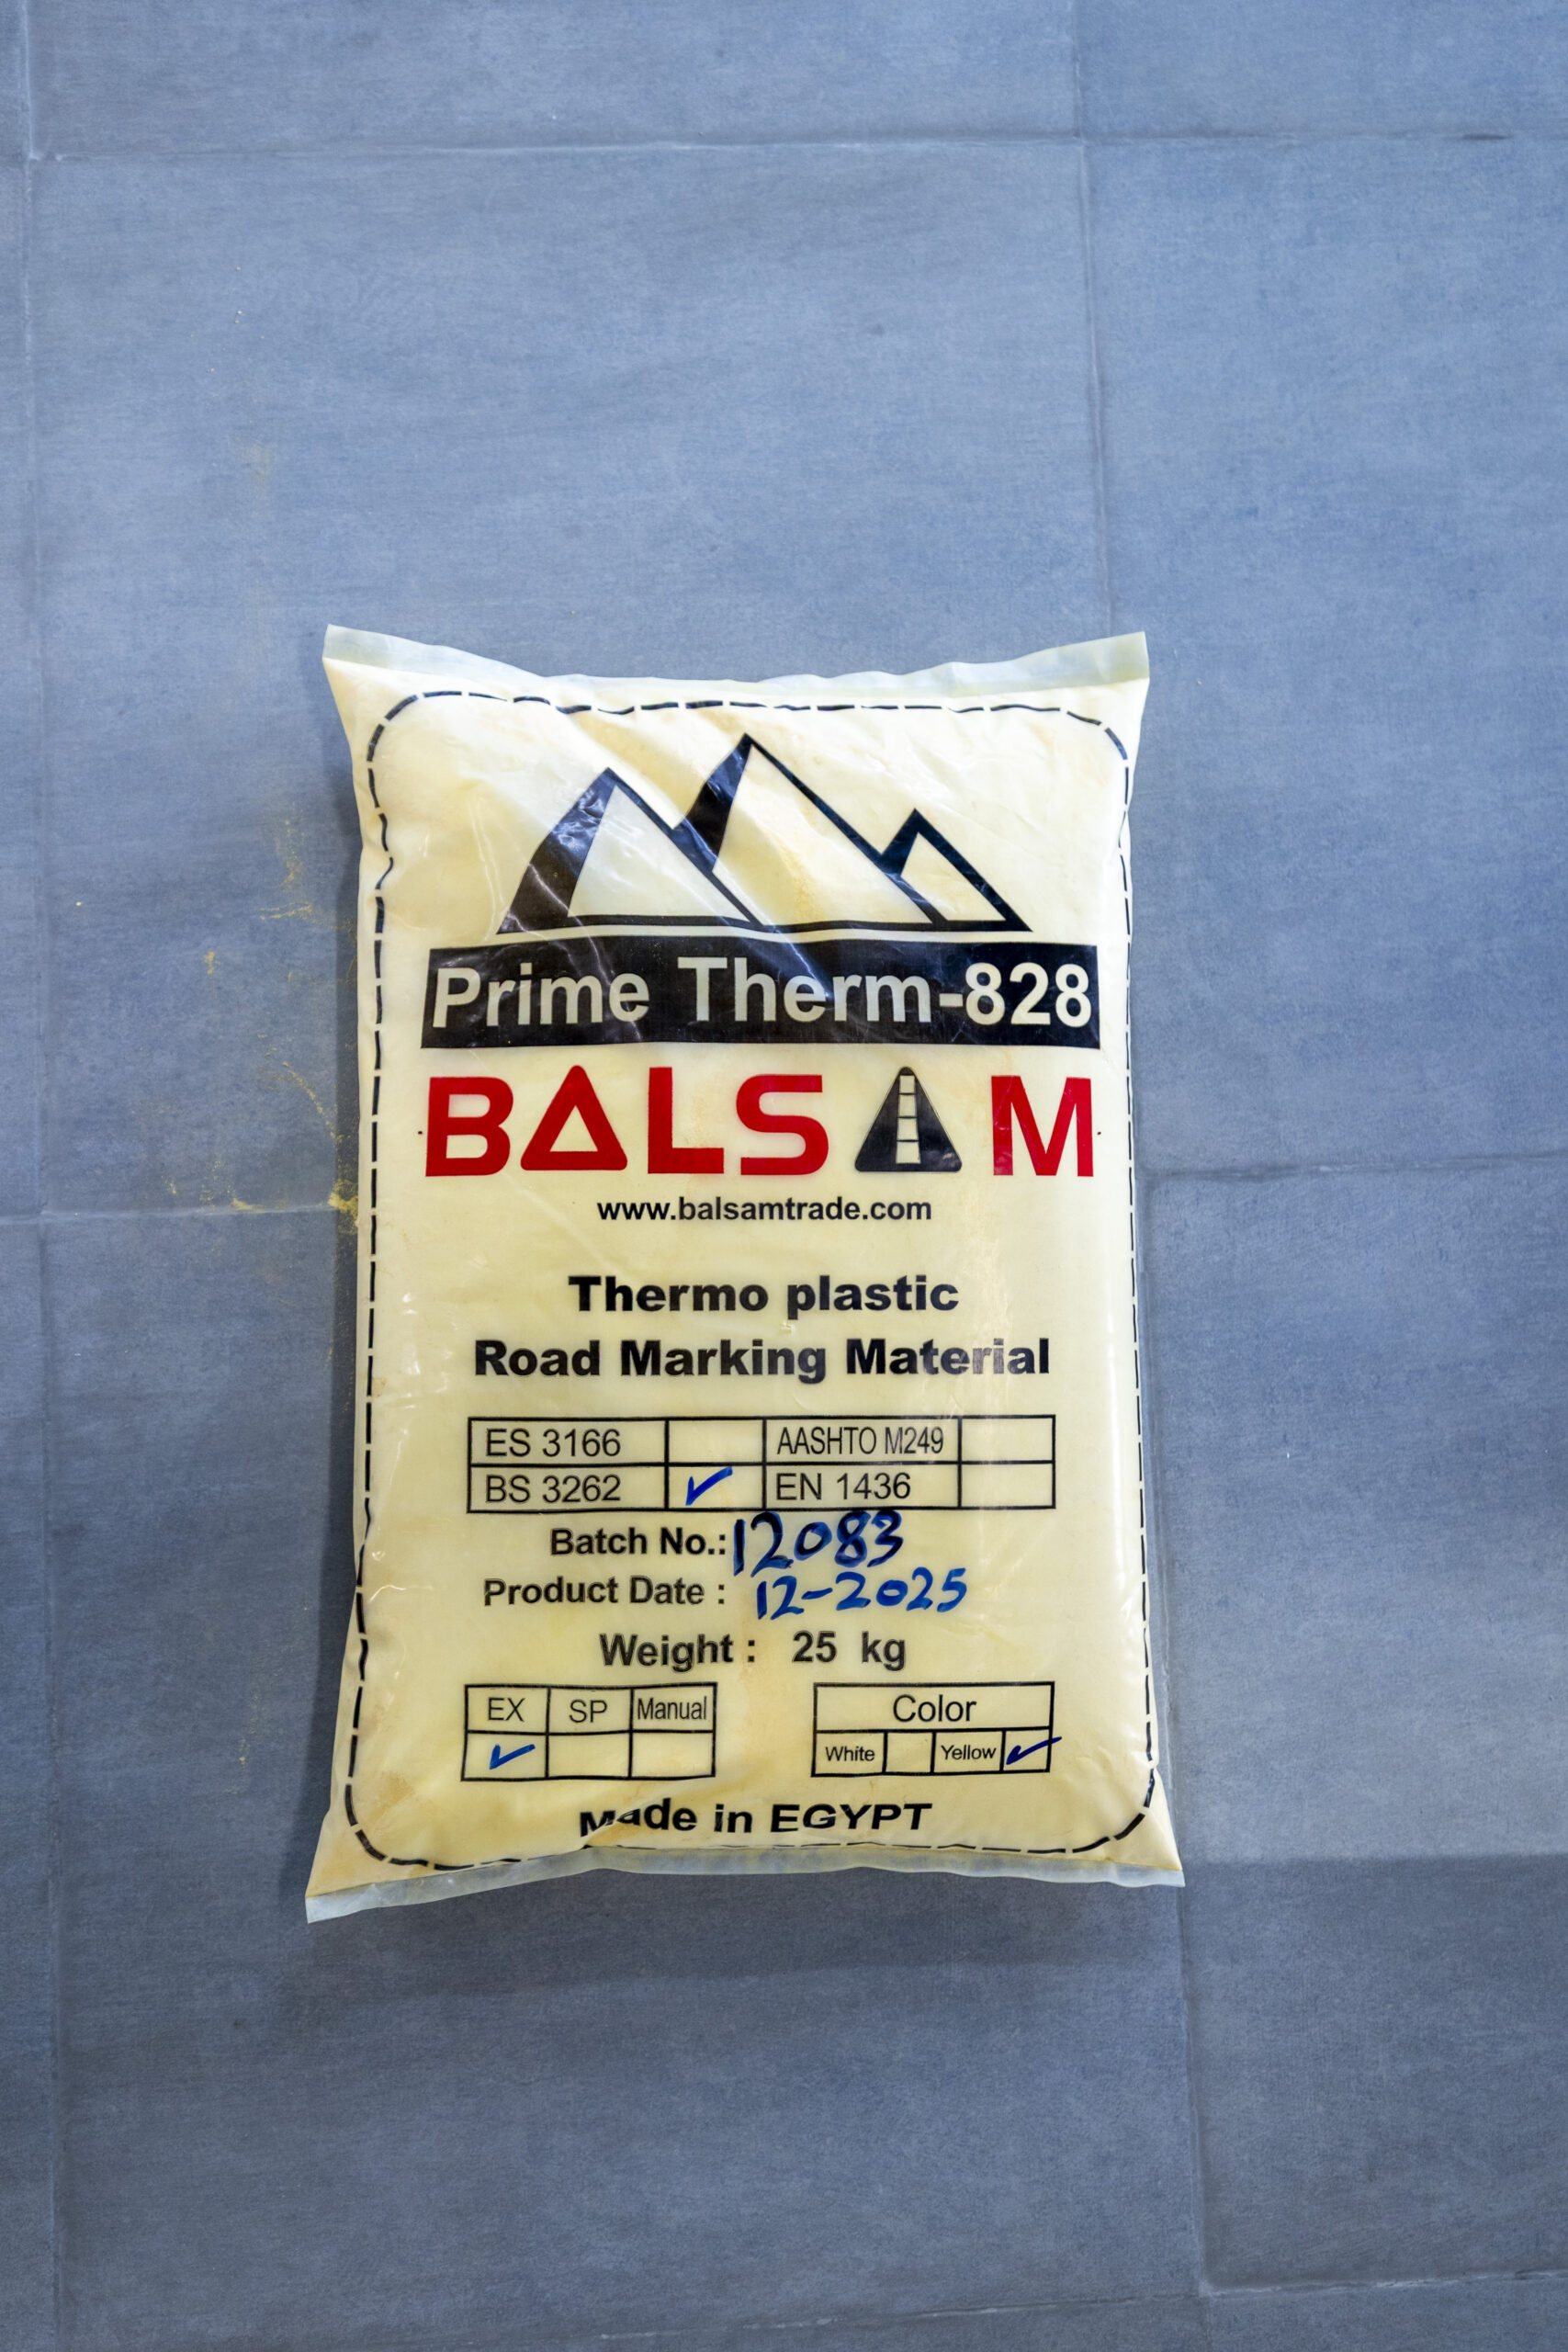 Prime Therm-828
BALSAM
www.balsamtrade.com
Thermo plastic
Road Marking Material
ES 3166 AASHTO M249
BS 3262 ✓ EN 1436
Batch No.: 12083
Product Date : 12-2025
Weight : 25 kg
EX SP Manual
✓
Color
White Yellow ✓
Made in EGYPT